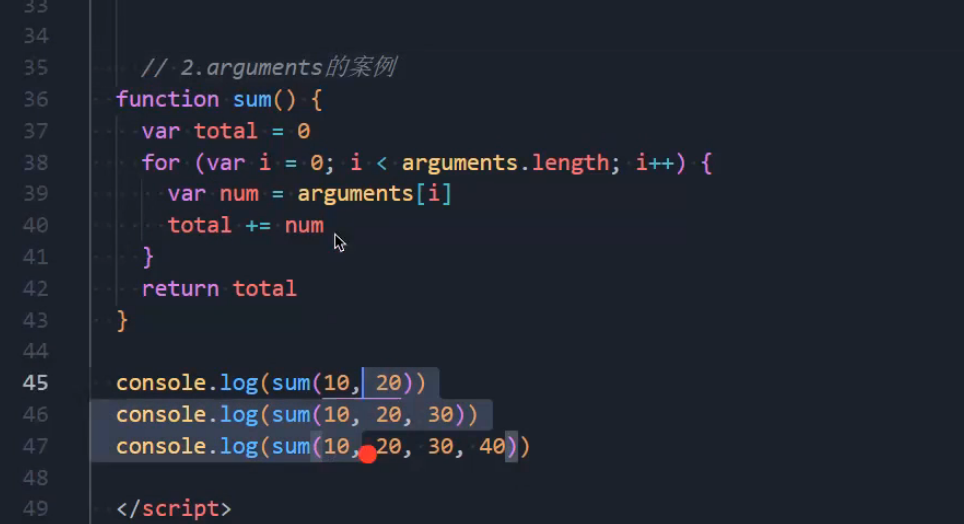 33
34
35 // 2.arguments的案例
36 function sum() {
37 var total = 0
38 for (var i = 0; i < arguments.length; i++) {
39 var num = arguments[i]
40 total += num
41 }
42 return total
43 }
44
45 console.log(sum(10, 20))
46 console.log(sum(10, 20, 30))
47 console.log(sum(10, 20, 30, 40))
48
49 </script>